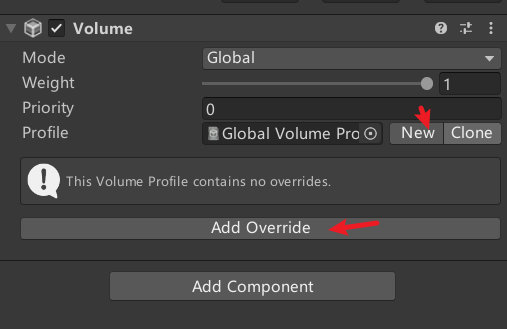 Volume
Mode Global
Weight 1
Priority 0
Profile Global Volume Pro New Clone
This Volume Profile contains no overrides.
Add Override
Add Component